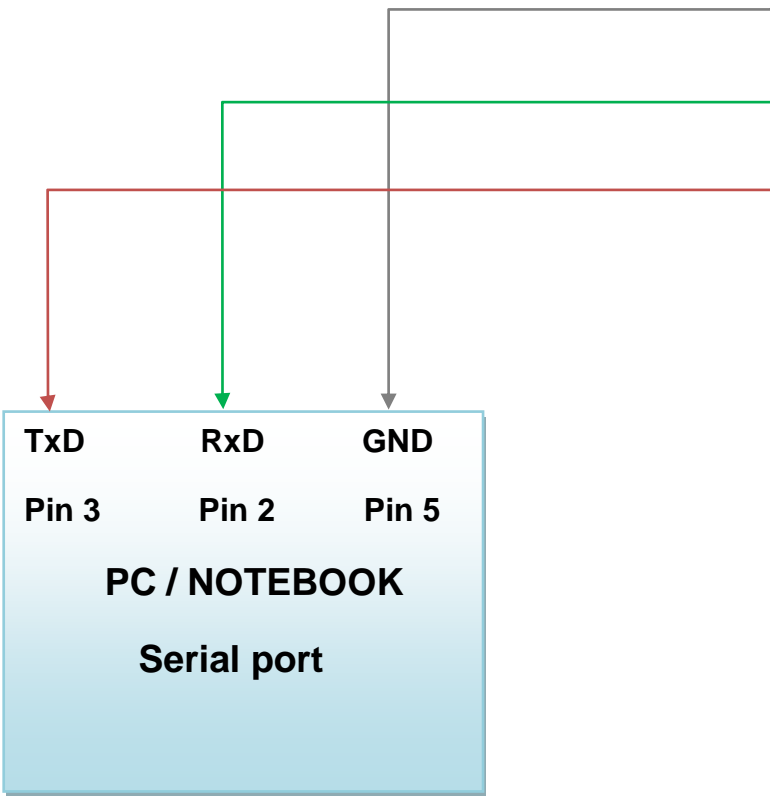 TxD RxD GND
Pin 3 Pin 2 Pin 5
PC / NOTEBOOK
Serial port